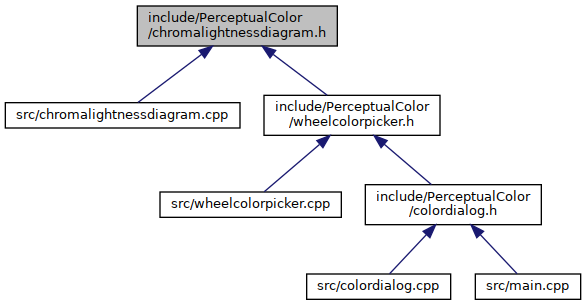 include/PerceptualColor
/chromalightnessdiagram.h
src/chromalightnessdiagram.cpp
include/PerceptualColor
/wheelcolorpicker.h
src/wheelcolorpicker.cpp
include/PerceptualColor
/colordialog.h
src/colordialog.cpp
src/main.cpp